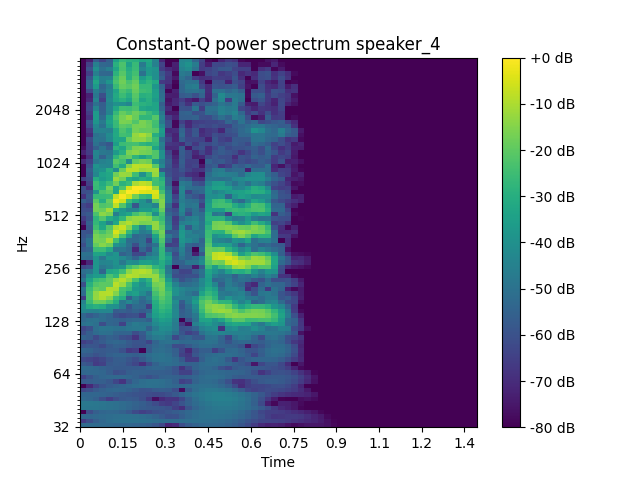 Constant-Q power spectrum speaker_4
+0 dB
-10 dB
-20 dB
-30 dB
-40 dB
-50 dB
-60 dB
-70 dB
-80 dB
2048
1024
512
256
128
64
32
Hz
0 0.15 0.3 0.45 0.6 0.75 0.9 1.1 1.2 1.4
Time